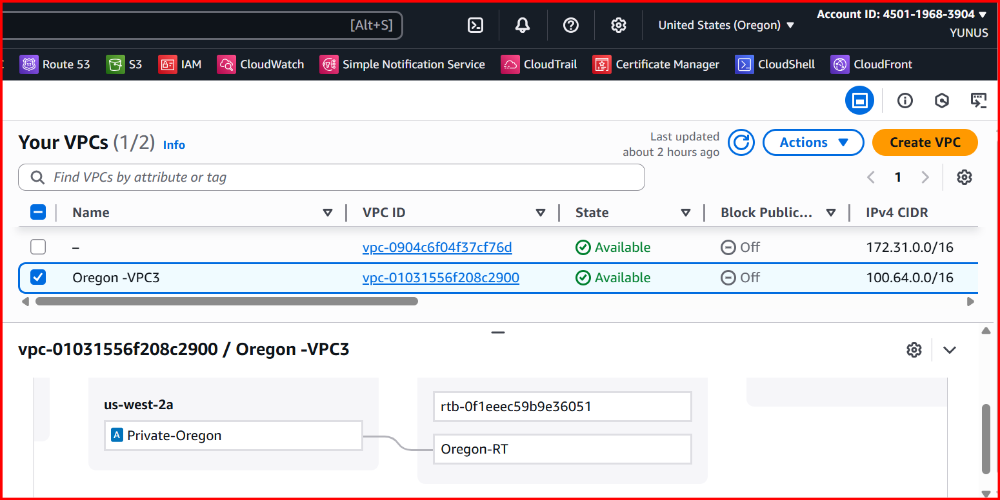 [Alt+S]
United States (Oregon)
Account ID: 4501-1968-3904
YUNUS
Route 53
S3
IAM
CloudWatch
Simple Notification Service
CloudTrail
Certificate Manager
CloudShell
CloudFront
Your VPCs (1/2) Info
Last updated
about 2 hours ago
Actions
Create VPC
Find VPCs by attribute or tag
1
Name VPC ID State Block Public... IPv4 CIDR
– vpc-0904c6f04f37cf76d Available Off 172.31.0.0/16
Oregon -VPC3 vpc-01031556f208c2900 Available Off 100.64.0.0/16
vpc-01031556f208c2900 / Oregon -VPC3
us-west-2a
A Private-Oregon
rtb-0f1eeec59b9e36051
Oregon-RT